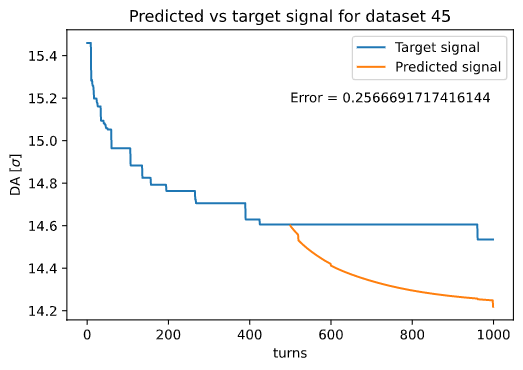 Predicted vs target signal for dataset 45
15.4
15.2
15.0
14.8
14.6
14.4
14.2
DA [σ]
Target signal
Predicted signal
Error = 0.2566691717416144
0 200 400 600 800 1000
turns